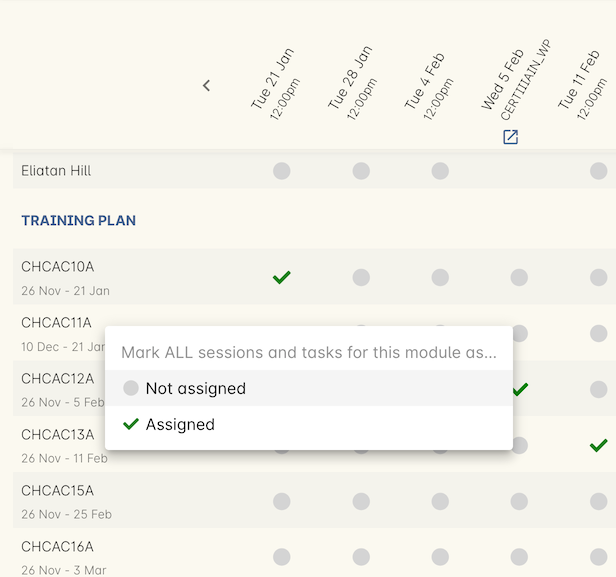 Tue 21 Jan
12:00pm
Tue 28 Jan
12:00pm
Tue 4 Feb
12:00pm
Wed 5 Feb
CERTIIIAIN_WP
Tue 11 Feb
12:00pm
Eliatan Hill
TRAINING PLAN
CHCAC10A
26 Nov - 21 Jan
CHCAC11A
10 Dec - 21 Jan
Mark ALL sessions and tasks for this module as...
CHCAC12A
Not assigned
26 Nov - 5 Feb
Assigned
CHCAC13A
26 Nov - 11 Feb
CHCAC15A
26 Nov - 25 Feb
CHCAC16A
26 Nov - 3 Mar